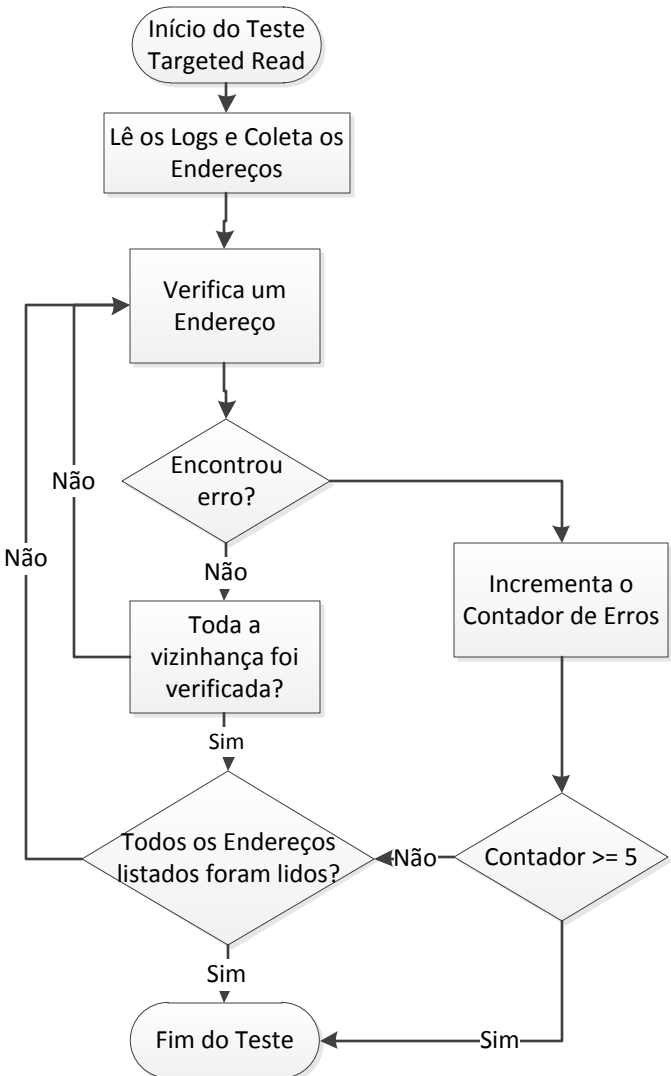 Início do Teste
Targeted Read
Lê os Logs e Coleta os
Endereços
Verifica um
Endereço
Encontrou
erro?
Não
Não
Não
Incrementa o
Contador de Erros
Toda a
vizinhança foi
verificada?
Sim
Todos os Endereços
listados foram lidos?
Não
Contador >= 5
Sim
Fim do Teste
Sim